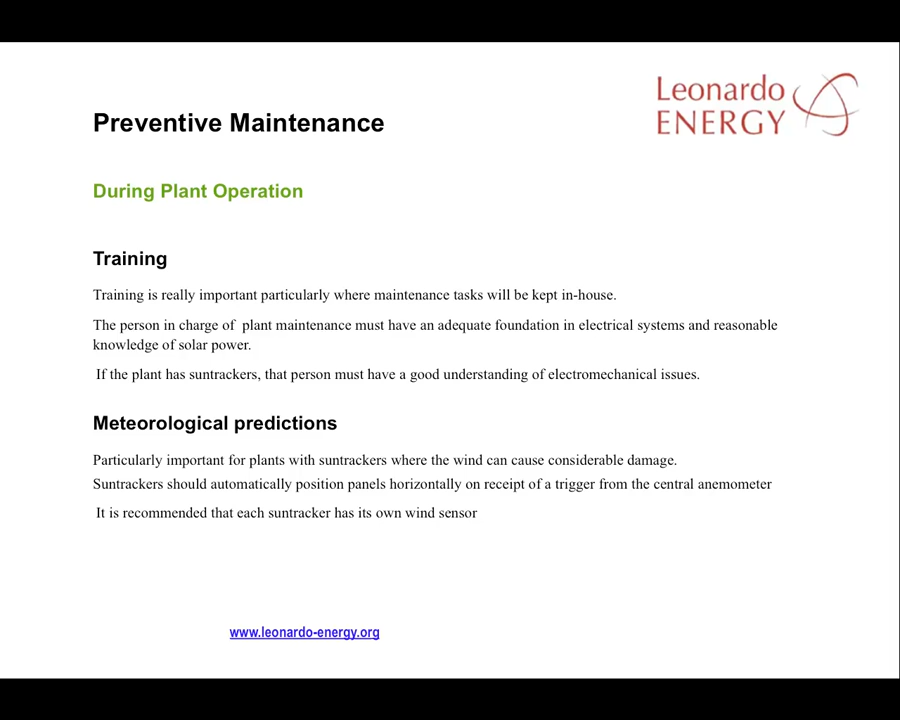 Leonardo
ENERGY
Preventive Maintenance
During Plant Operation
Training
Training is really important particularly where maintenance tasks will be kept in-house.
The person in charge of  plant maintenance must have an adequate foundation in electrical systems and reasonable
knowledge of solar power.
If the plant has suntrackers, that person must have a good understanding of electromechanical issues.
Meteorological predictions
Particularly important for plants with suntrackers where the wind can cause considerable damage.
Suntrackers should automatically position panels horizontally on receipt of a trigger from the central anemometer
It is recommended that each suntracker has its own wind sensor
www.leonardo-energy.org